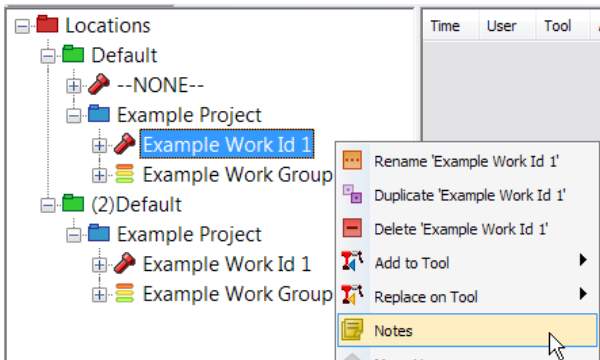 Locations
Default
--NONE--
Example Project
Example Work Id 1
Example Work Group
(2)Default
Example Project
Example Work Id 1
Example Work Group
Time User Tool
Rename 'Example Work Id 1'
Duplicate 'Example Work Id 1'
Delete 'Example Work Id 1'
Add to Tool
Replace on Tool
Notes